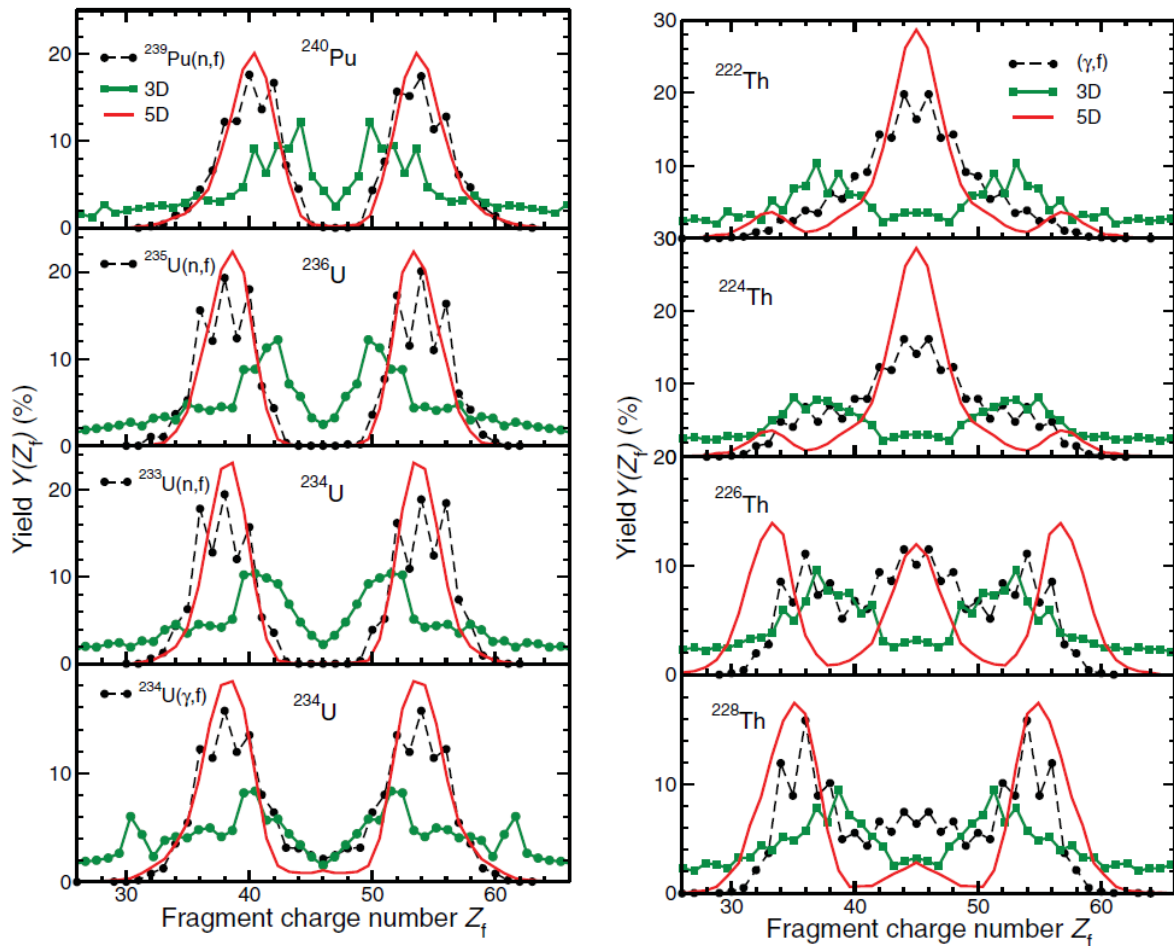 20
²³⁹Pu(n,f)
²⁴⁰Pu
3D
5D
10
0
²³⁵U(n,f)
²³⁶U
20
10
0
²³³U(n,f)
²³⁴U
20
10
0
²³⁴U(γ,f)
²³⁴U
10
0
30 40 50 60
Fragment charge number Z_f
Yield Y(Z_f) (%)
30
²²²Th
(γ,f)
3D
5D
20
10
0
30
²²⁴Th
20
10
0
20
²²⁶Th
10
0
²²⁸Th
10
0
30 40 50 60
Fragment charge number Z_f
Yield Y(Z_f) (%)